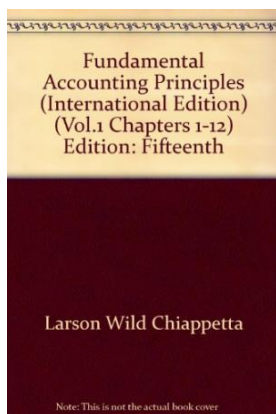 Fundamental
Accounting Principles
(International Edition)
(Vol.1 Chapters 1-12)
Edition: Fifteenth
Larson Wild Chiappetta
Note: This is not the actual book cover